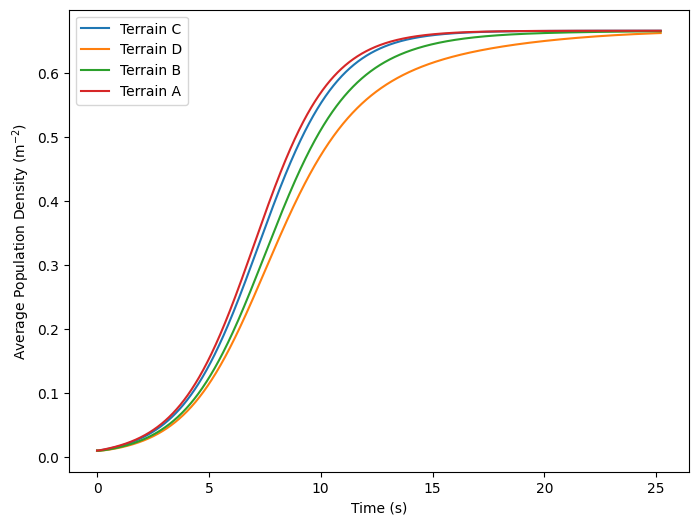 Terrain C
Terrain D
Terrain B
Terrain A
Average Population Density (m⁻²)
0.6
0.5
0.4
0.3
0.2
0.1
0.0
0 5 10 15 20 25
Time (s)